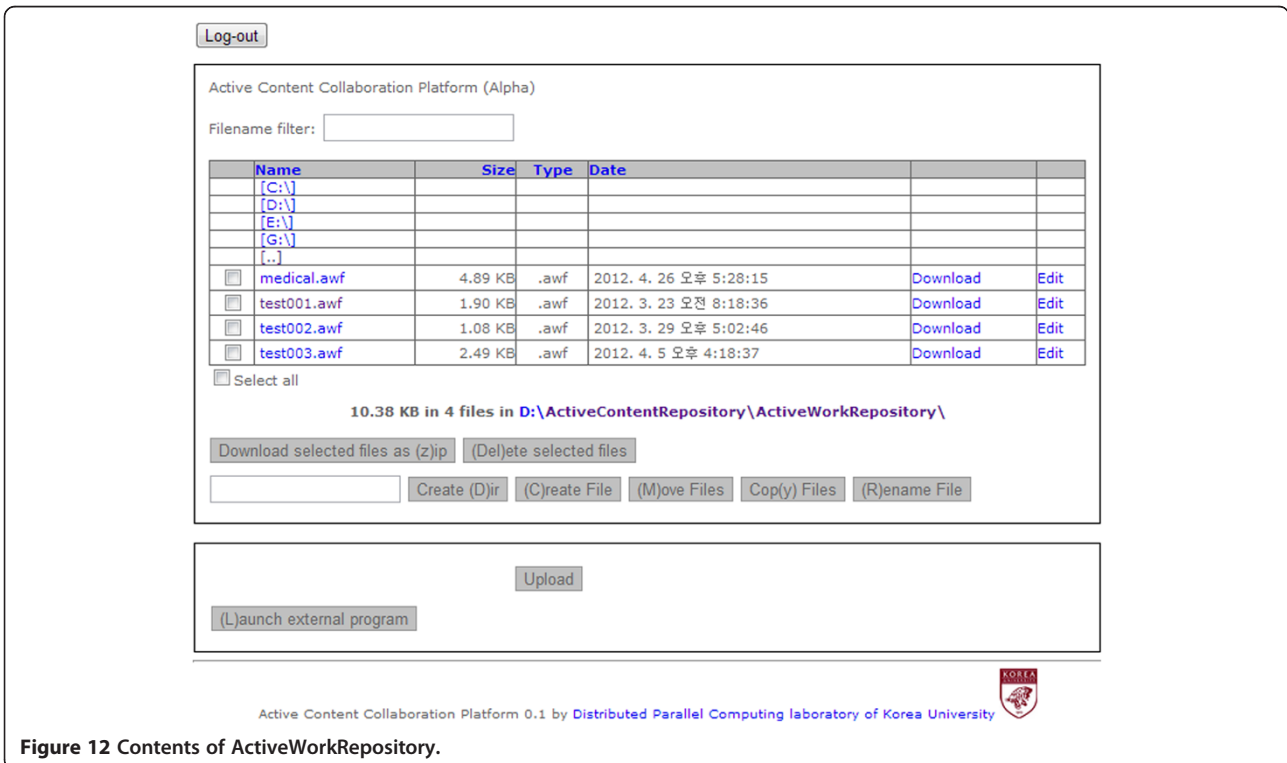 Log-out
Active Content Collaboration Platform (Alpha)
Filename filter:
Name Size Type Date
[C:\]
[D:\]
[E:\]
[G:\]
[..]
medical.awf 4.89 KB .awf 2012. 4. 26 오후 5:28:15 Download Edit
test001.awf 1.90 KB .awf 2012. 3. 23 오전 8:18:36 Download Edit
test002.awf 1.08 KB .awf 2012. 3. 29 오후 5:02:46 Download Edit
test003.awf 2.49 KB .awf 2012. 4. 5 오후 4:18:37 Download Edit
Select all
10.38 KB in 4 files in D:\ActiveContentRepository\ActiveWorkRepository\
Download selected files as (z)ip (Del)ete selected files
Create (D)ir (C)reate File (M)ove Files Cop(y) Files (R)ename File
Upload
(L)aunch external program
KOREA
Active Content Collaboration Platform 0.1 by Distributed Parallel Computing laboratory of Korea University
Figure 12 Contents of ActiveWorkRepository.